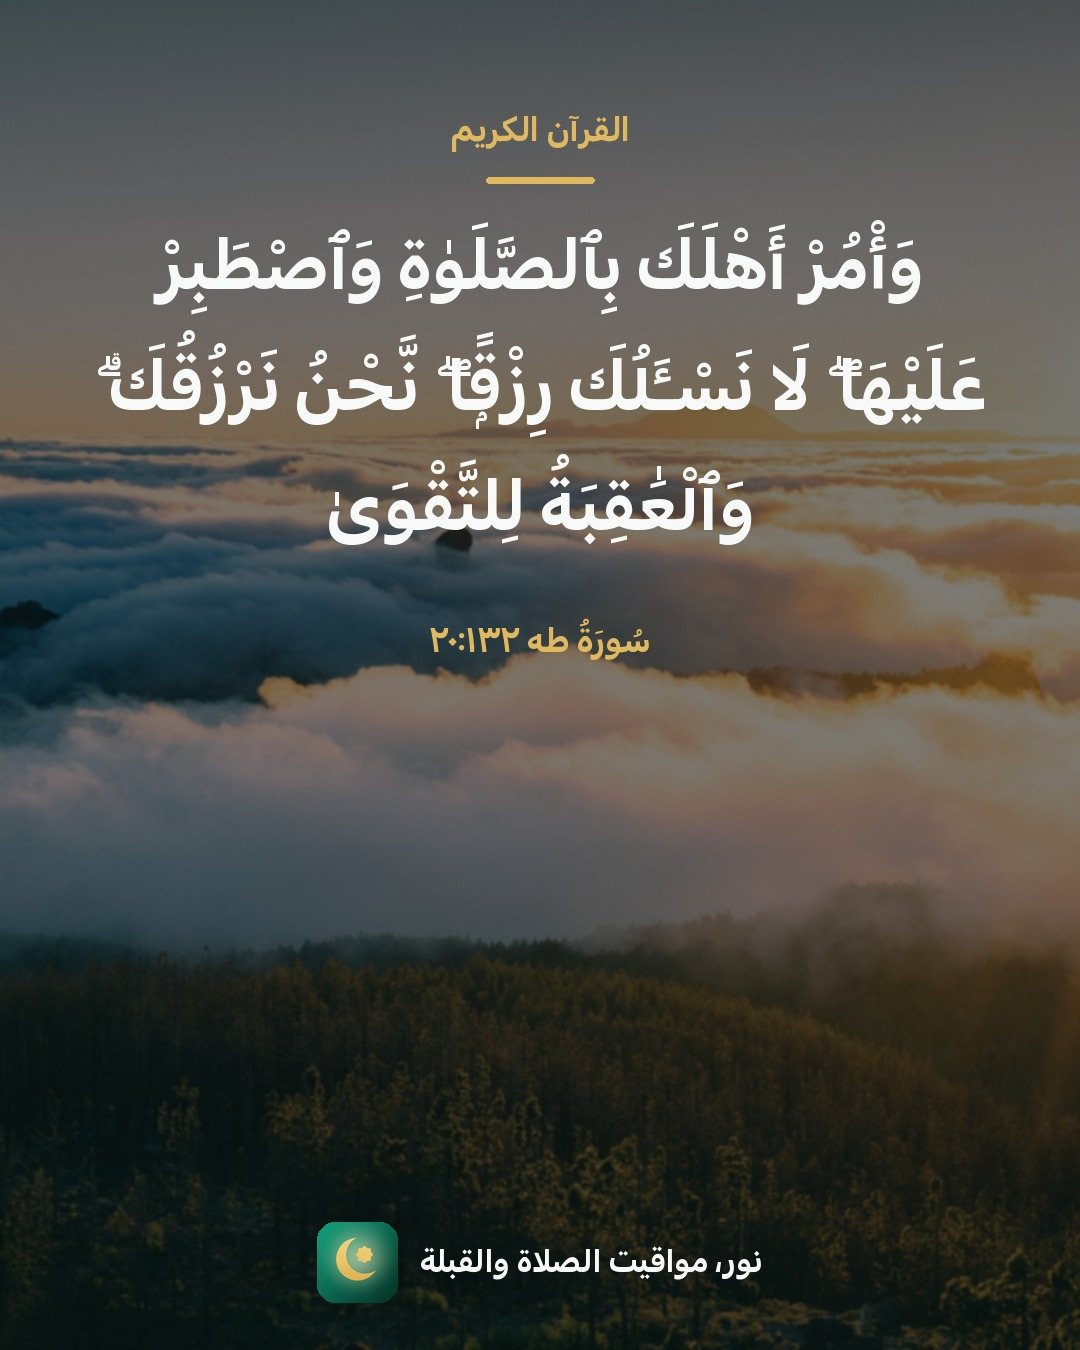 القرآن الكريم
وَأْمُرْ أَهْلَكَ بِٱلصَّلَوٰةِ وَٱصْطَبِرْ
عَلَيْهَا ۖ لَا نَسْـَٔلُكَ رِزْقًۭا ۖ نَّحْنُ نَرْزُقُكَ ۗ
وَٱلْعَـٰقِبَةُ لِلتَّقْوَىٰ
سُورَةُ طه ٢٠:١٣٢
نور، مواقيت الصلاة والقبلة